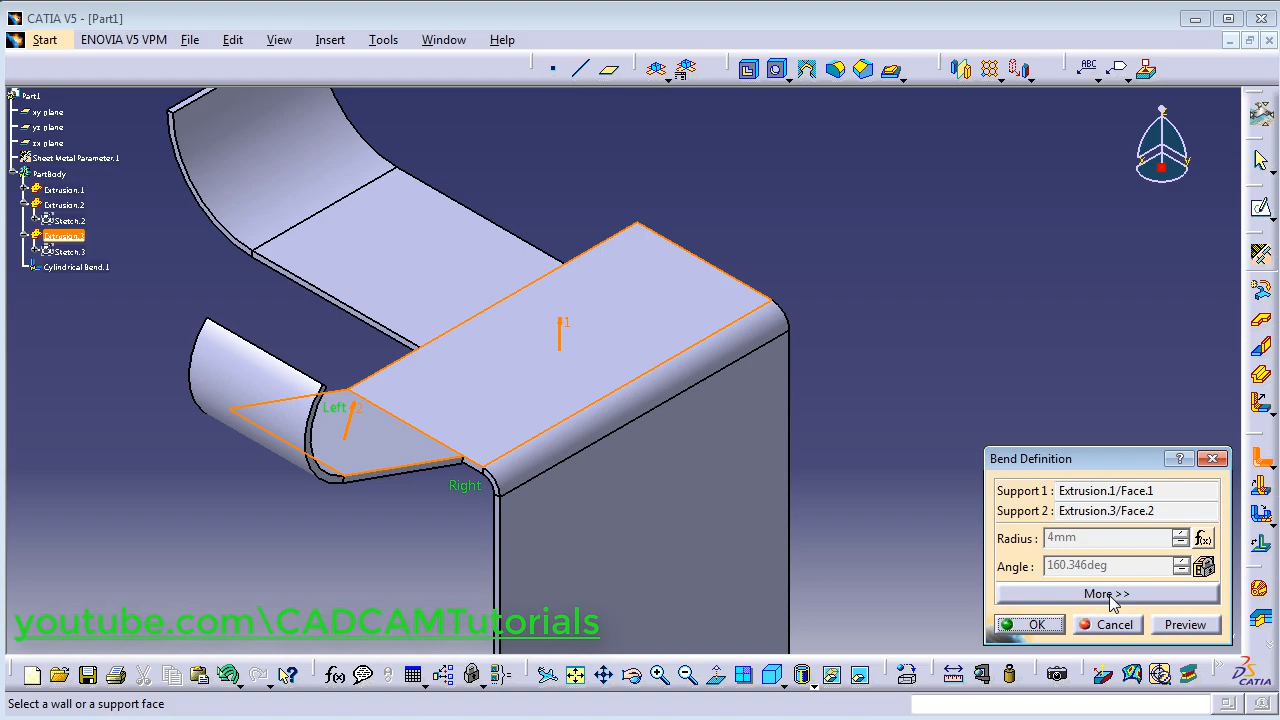 CATIA V5 - [Part1]
Start ENOVIA V5 VPM File Edit View Insert Tools Window Help
Part1
xy plane
yz plane
zx plane
Sheet Metal Parameter.1
PartBody
Extrusion.1
Extrusion.2
Sketch.2
Extrusion.3
Sketch.3
Cylindrical Bend.1
1
Left 2
Right
Bend Definition
Support 1 : Extrusion.1/Face.1
Support 2 : Extrusion.3/Face.2
Radius : 4mm
Angle : 160.346deg
More >>
OK Cancel Preview
youtube.com\CADCAMTutorials
Select a wall or a support face
CATIA